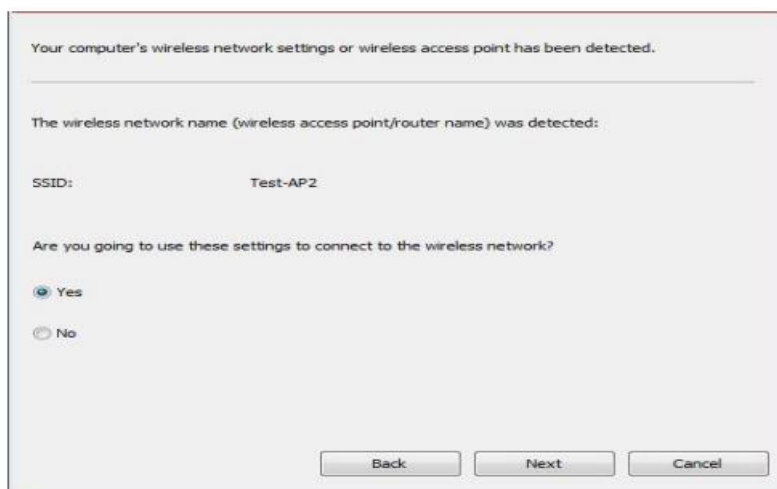 Your computer's wireless network settings or wireless access point has been detected.
The wireless network name (wireless access point/router name) was detected:
SSID: Test-AP2
Are you going to use these settings to connect to the wireless network?
Yes
No
Back Next Cancel